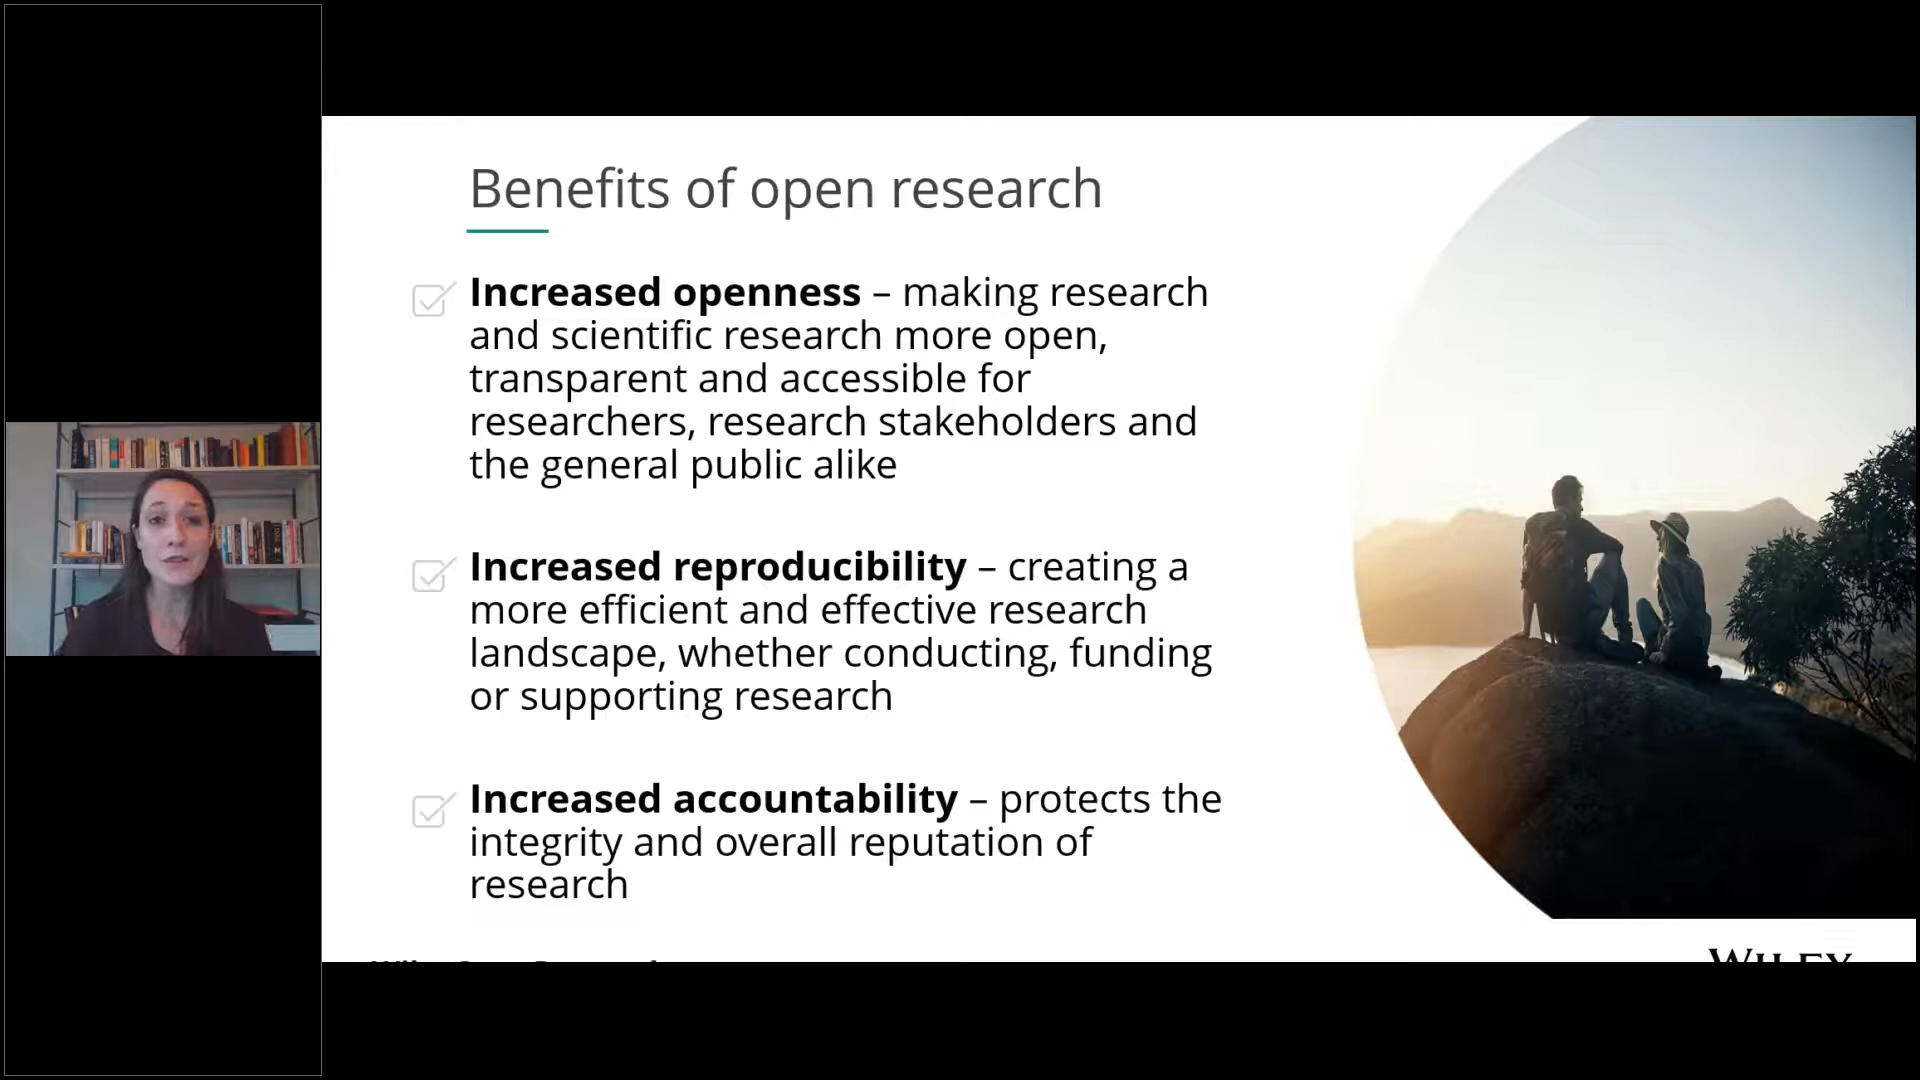 Benefits of open research
Increased openness – making research
and scientific research more open,
transparent and accessible for
researchers, research stakeholders and
the general public alike
Increased reproducibility – creating a
more efficient and effective research
landscape, whether conducting, funding
or supporting research
Increased accountability – protects the
integrity and overall reputation of
research
WILEY